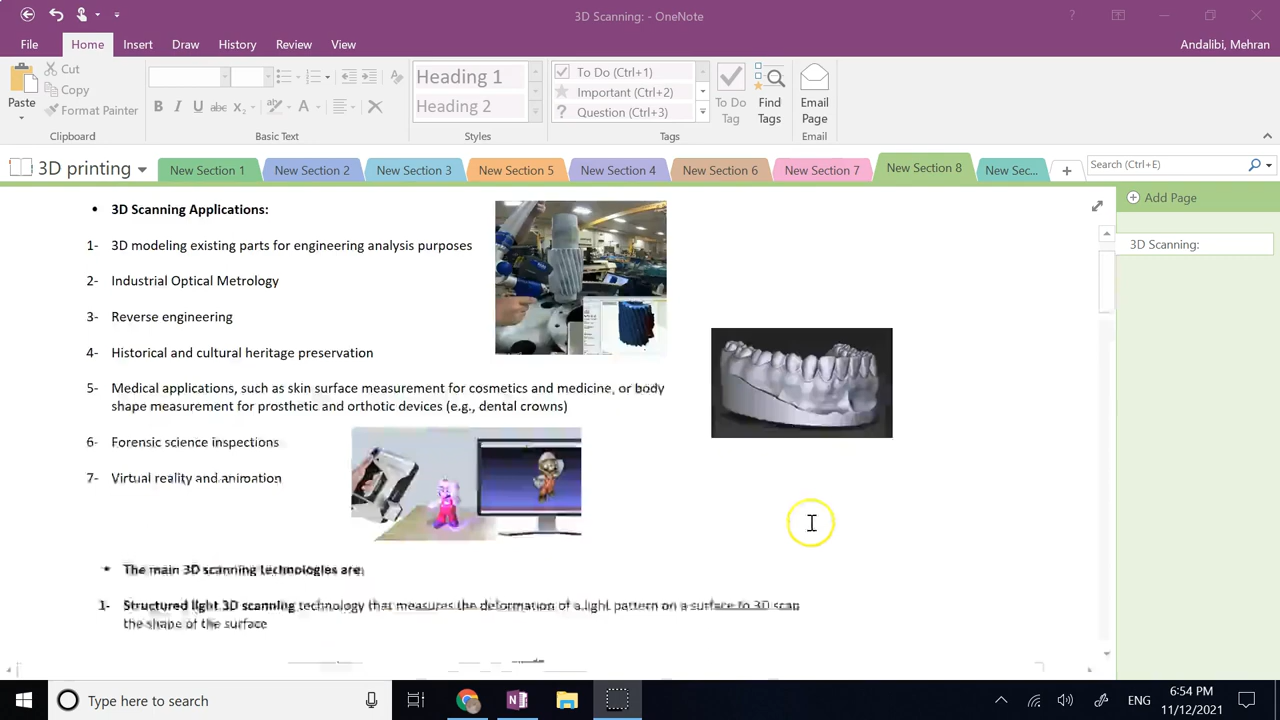 3D Scanning: - OneNote
?
File
Home
Insert
Draw
History
Review
View
Andalibi, Mehran
Paste
Cut
Copy
Format Painter
Clipboard
B I U abc X₂ A
Basic Text
Heading 1
Heading 2
Styles
To Do (Ctrl+1)
Important (Ctrl+2)
Question (Ctrl+3)
To Do
Tag
Find
Tags
Tags
Email
Page
Email
3D printing
New Section 1
New Section 2
New Section 3
New Section 5
New Section 4
New Section 6
New Section 7
New Section 8
New Sec...
Search (Ctrl+E)
Add Page
3D Scanning:
• 3D Scanning Applications:
1- 3D modeling existing parts for engineering analysis purposes
2- Industrial Optical Metrology
3- Reverse engineering
4- Historical and cultural heritage preservation
5- Medical applications, such as skin surface measurement for cosmetics and medicine, or body
shape measurement for prosthetic and orthotic devices (e.g., dental crowns)
6- Forensic science inspections
7- Virtual reality and animation
• The main 3D scanning technologies are
1- Structured light 3D scanning technology that measures the deformation of a light pattern on a surface to 3D scan
the shape of the surface
Type here to search
ENG
6:54 PM
11/12/2021